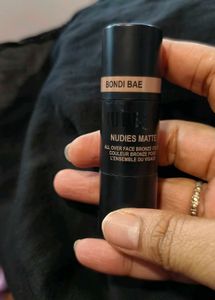 BONDI BAE
NUDIES MATTE
ALL OVER FACE BRONZE
COULEUR BRONZE POUR
L'ENSEMBLE DU VISAGE